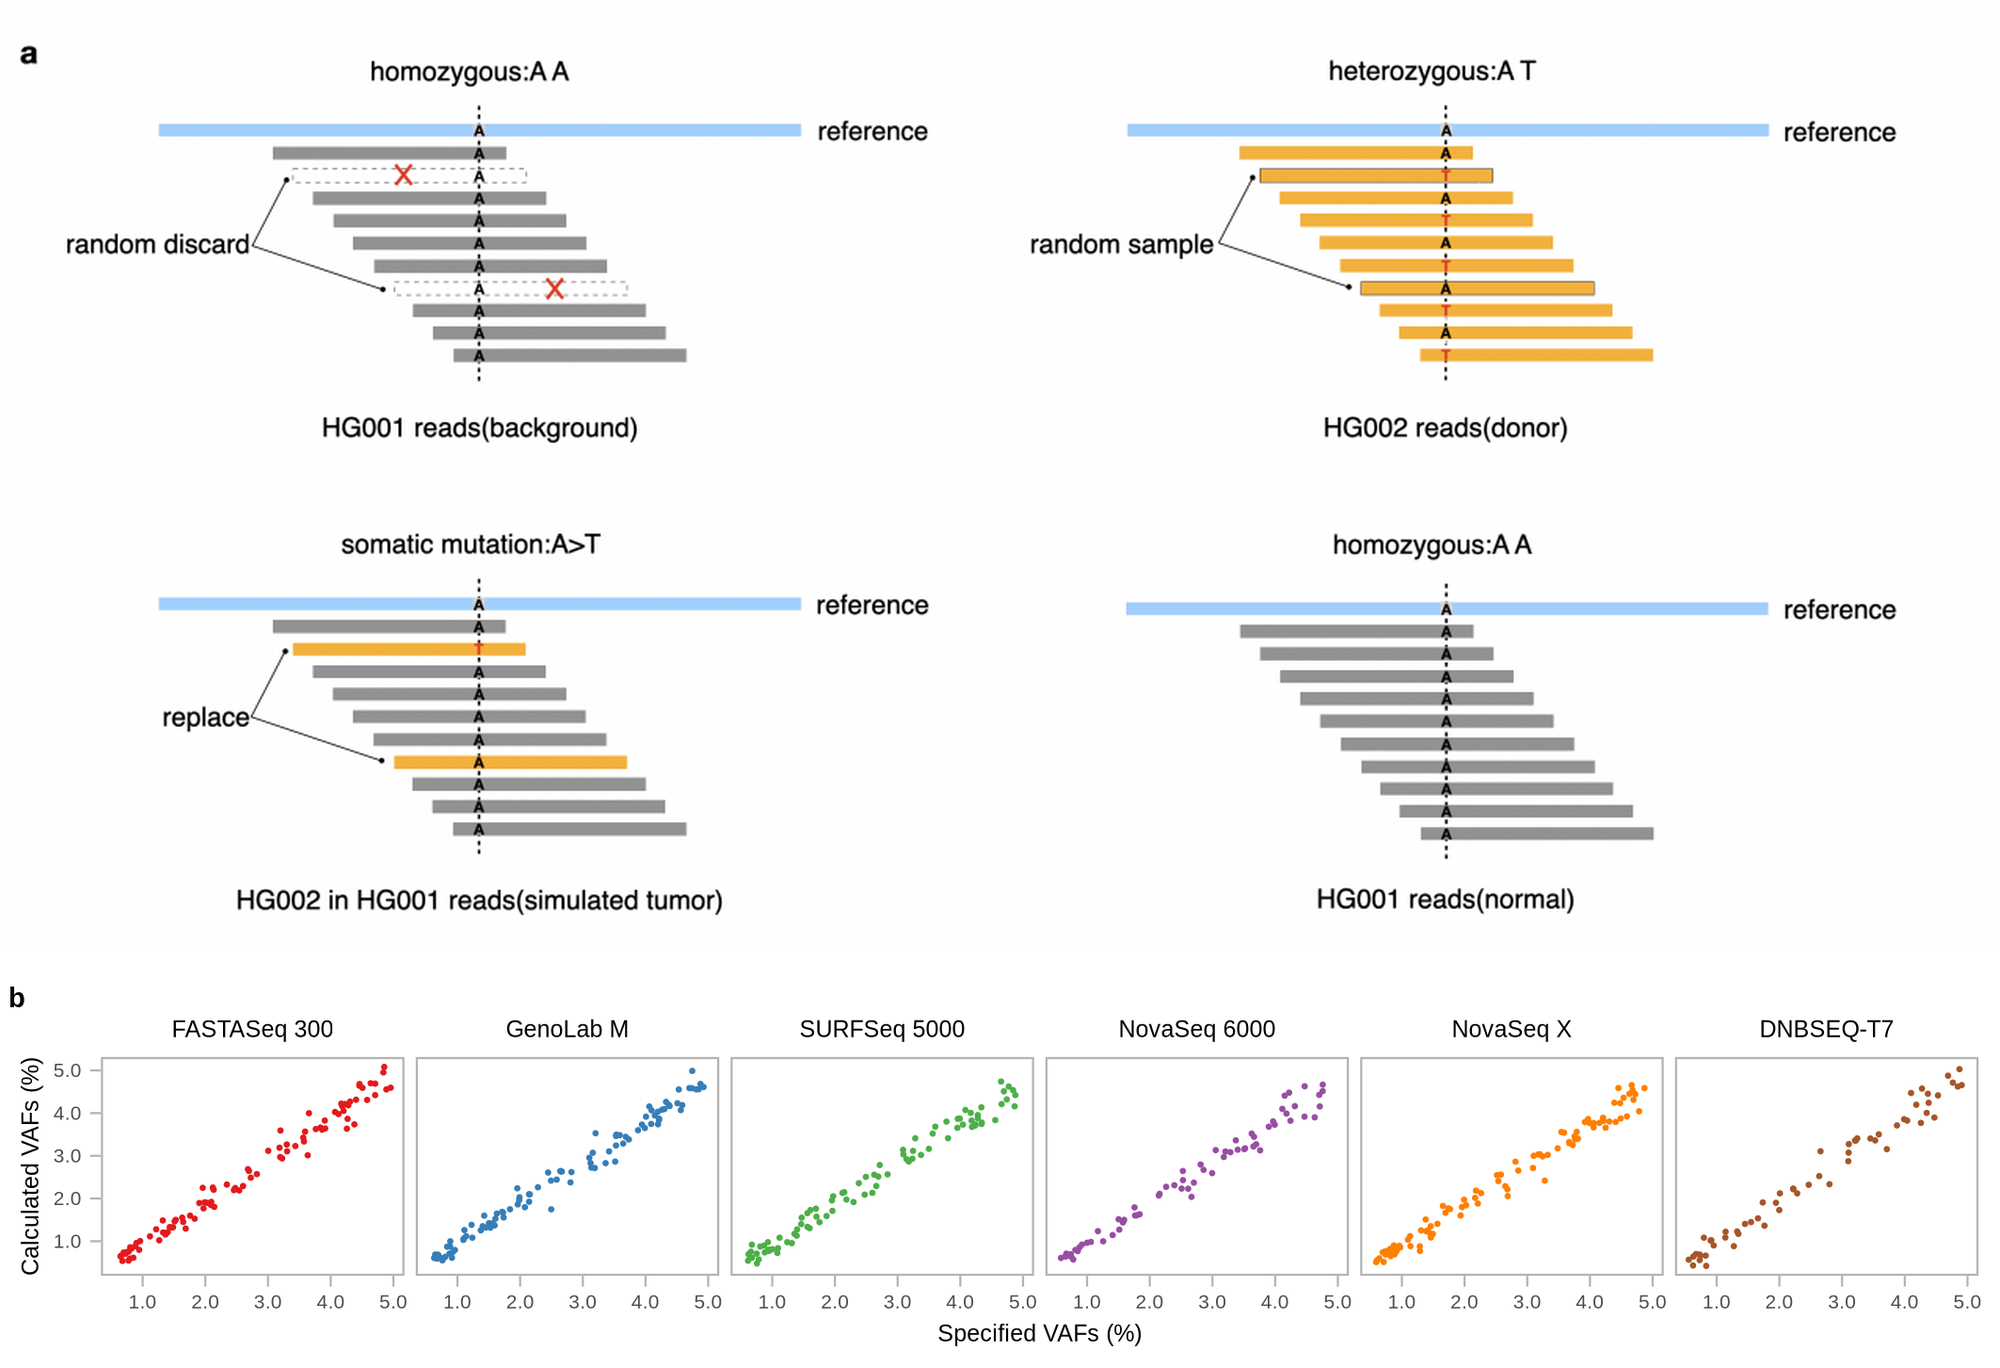 a
homozygous:A A
A
reference
A
A
A
A
A
A
A
A
A
A
random discard
HG001 reads(background)
heterozygous:A T
A
reference
A
T
A
T
A
T
A
T
A
T
random sample
HG002 reads(donor)
somatic mutation:A>T
A
reference
A
T
A
A
A
A
A
A
A
A
replace
HG002 in HG001 reads(simulated tumor)
homozygous:A A
A
reference
A
A
A
A
A
A
A
A
A
A
HG001 reads(normal)
b
FASTASeq 300
GenoLab M
SURFSeq 5000
NovaSeq 6000
NovaSeq X
DNBSEQ-T7
Calculated VAFs (%)
5.0
4.0
3.0
2.0
1.0
1.0 2.0 3.0 4.0 5.0
1.0 2.0 3.0 4.0 5.0
1.0 2.0 3.0 4.0 5.0
1.0 2.0 3.0 4.0 5.0
1.0 2.0 3.0 4.0 5.0
1.0 2.0 3.0 4.0 5.0
Specified VAFs (%)